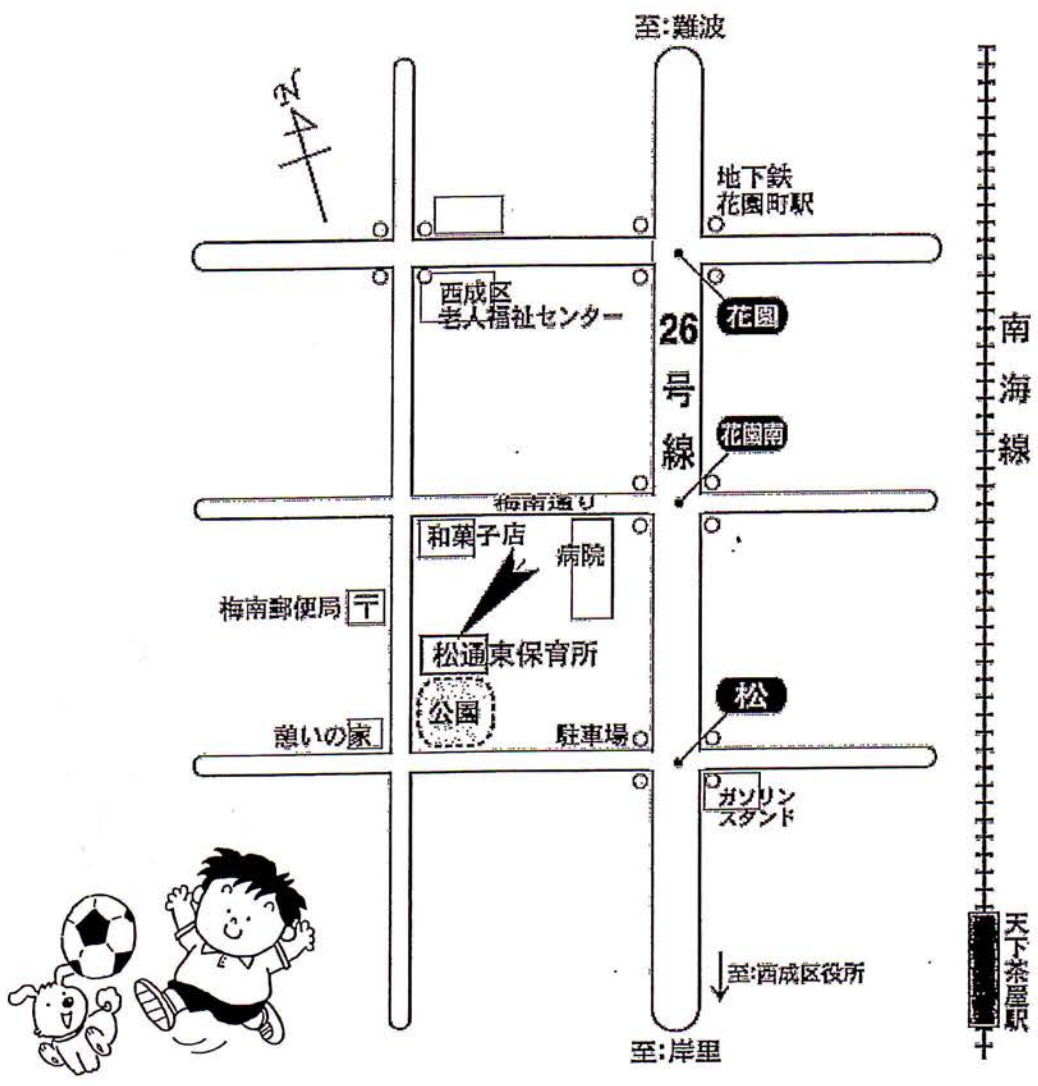 至:難波
N
地下鉄
花園町駅
西成区
老人福祉センター
花園
26号線
南海線
花園南
梅南通り
和菓子店
病院
梅南郵便局 〒
松通東保育所
公園
松
憩いの家
駐車場
ガソリン
スタンド
天下茶屋駅
至:西成区役所
至:岸里